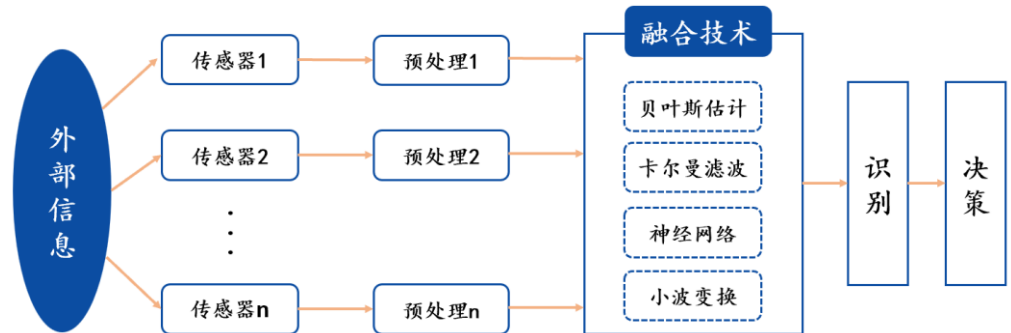 外部信息
传感器1
预处理1
传感器2
预处理2
传感器n
预处理n
融合技术
贝叶斯估计
卡尔曼滤波
神经网络
小波变换
识别
决策